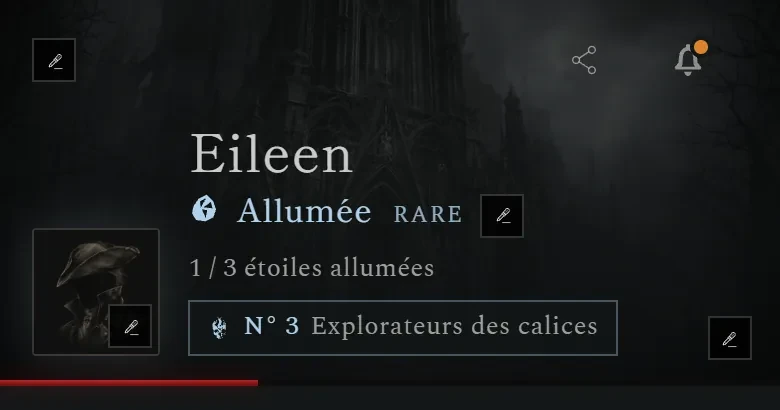 Eileen
Allumée RARE
1 / 3 étoiles allumées
N° 3 Explorateurs des calices